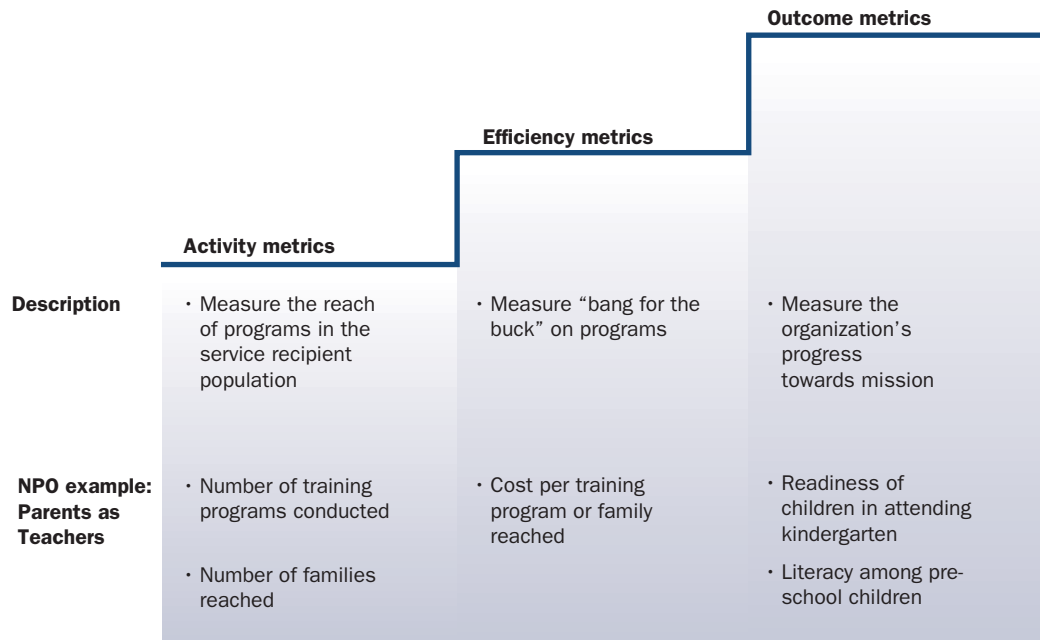 Outcome metrics
Efficiency metrics
Activity metrics
Description
· Measure the reach
of programs in the
service recipient
population
· Measure “bang for the
buck” on programs
· Measure the
organization’s
progress
towards mission
NPO example:
Parents as
Teachers
· Number of training
programs conducted
· Number of families
reached
· Cost per training
program or family
reached
· Readiness of
children in attending
kindergarten
· Literacy among pre-
school children